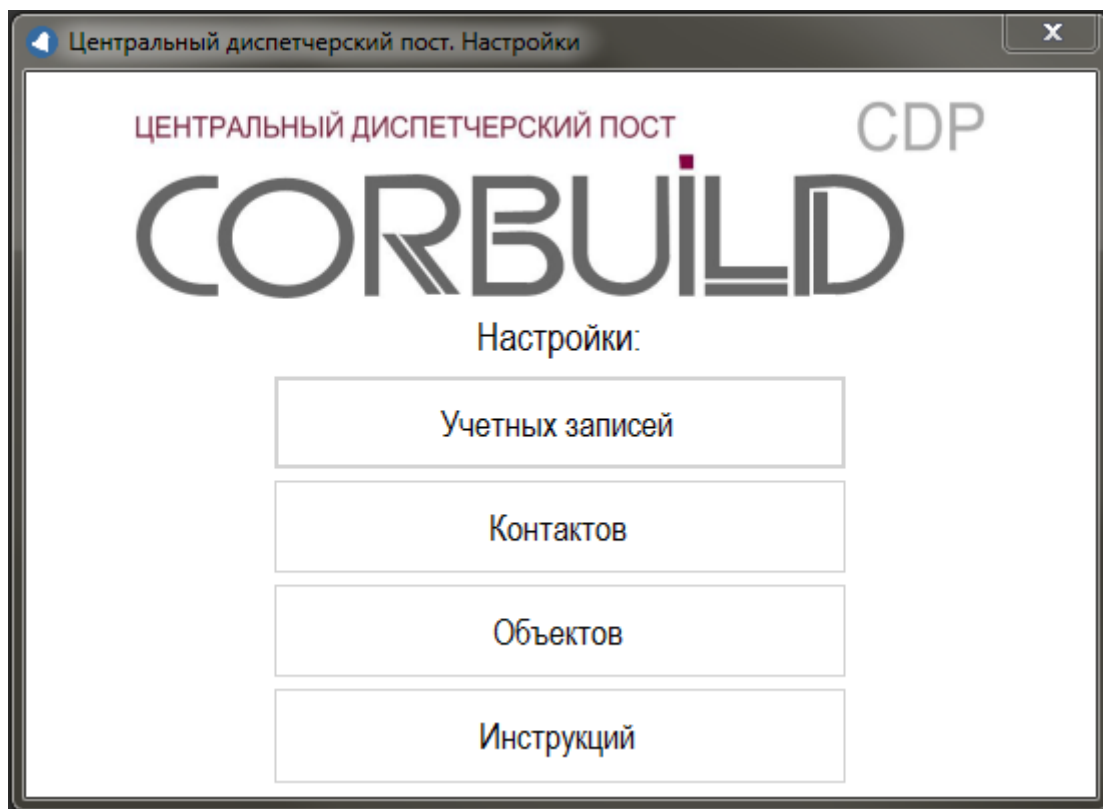 Центральный диспетчерский пост. Настройки
ЦЕНТРАЛЬНЫЙ ДИСПЕТЧЕРСКИЙ ПОСТ
CDP
CORBUILD
Настройки:
Учетных записей
Контактов
Объектов
Инструкций